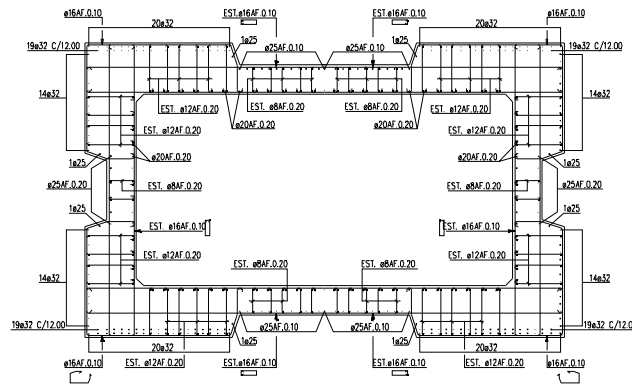 ø16AF.0.10 EST.ø16AF.0.10 EST.ø16AF.0.10 ø16AF.0.10
20ø32 20ø32
1ø25 ø25AF.0.10 ø25AF.0.10 1ø25
19ø32 C/12.00 19ø32 C/12.00
14ø32 14ø32
EST. ø8AF.0.20 EST. ø8AF.0.20
EST. ø12AF.0.20 EST. ø12AF.0.20
ø20AF.0.20 ø20AF.0.20
EST. ø12AF.0.20 EST. ø12AF.0.20
ø20AF.0.20 ø20AF.0.20
1ø25 1ø25
ø25AF.0.20 EST. ø8AF.0.20 EST.ø8AF.0.20 ø25AF.0.20
1ø25 1ø25
EST. ø16AF.0.10 EST.ø16AF.0.10
EST. ø12AF.0.20 EST. ø12AF.0.20
EST.ø8AF.0.20 EST.ø8AF.0.20
14ø32 14ø32
19ø32 C/12.00 19ø32 C/12.00
ø25AF.0.10 ø25AF.0.10
1ø25 1ø25
20ø32 20ø32
ø16AF.0.10 EST. ø12AF.0.20 EST.ø16AF.0.10 EST.ø16AF.0.10 EST. ø12AF.0.20 ø16AF.0.10